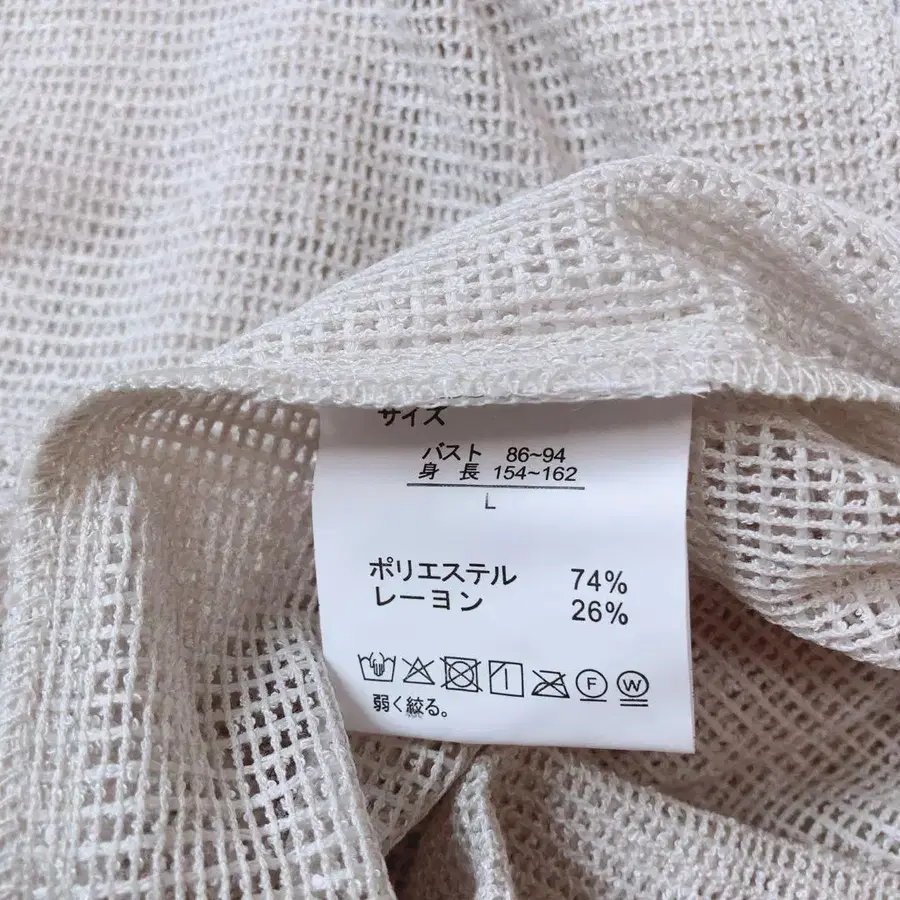 サイズ
バスト 86~94
身長 154~162
L
ポリエステル 74%
レーヨン 26%
F W
弱く絞る。